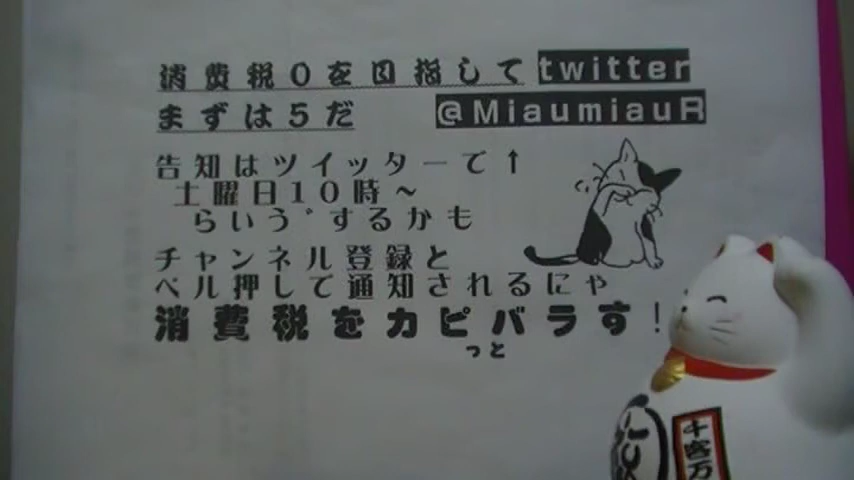 消費税0を目指して twitter
まずは5だ @MiaumiauR
告知はツイッターで↑
土曜日10時~
らいう゛するかも
チャンネル登録と
ベル押して通知されるにゃ
消費税をカピバラす!
っと
千客万